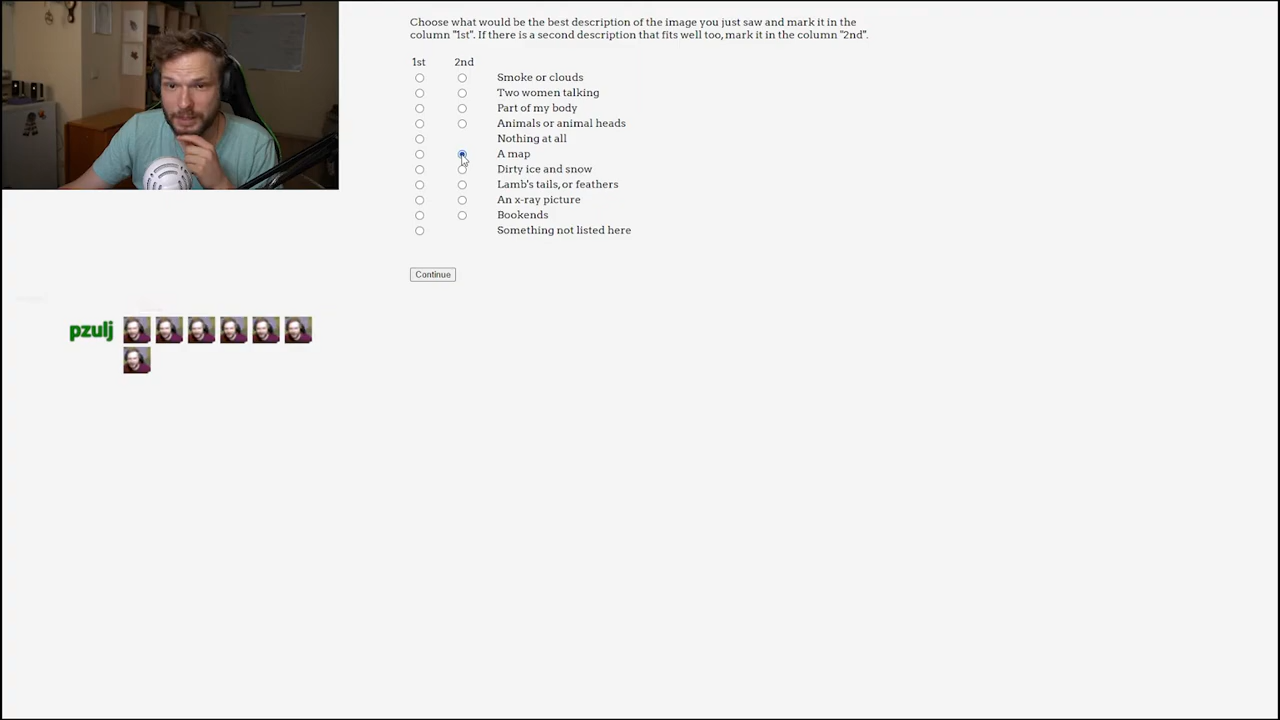 Choose what would be the best description of the image you just saw and mark it in the
column "1st". If there is a second description that fits well too, mark it in the column "2nd".
1st 2nd
Smoke or clouds
Two women talking
Part of my body
Animals or animal heads
Nothing at all
A map
Dirty ice and snow
Lamb's tails, or feathers
An x-ray picture
Bookends
Something not listed here
Continue
pzulj